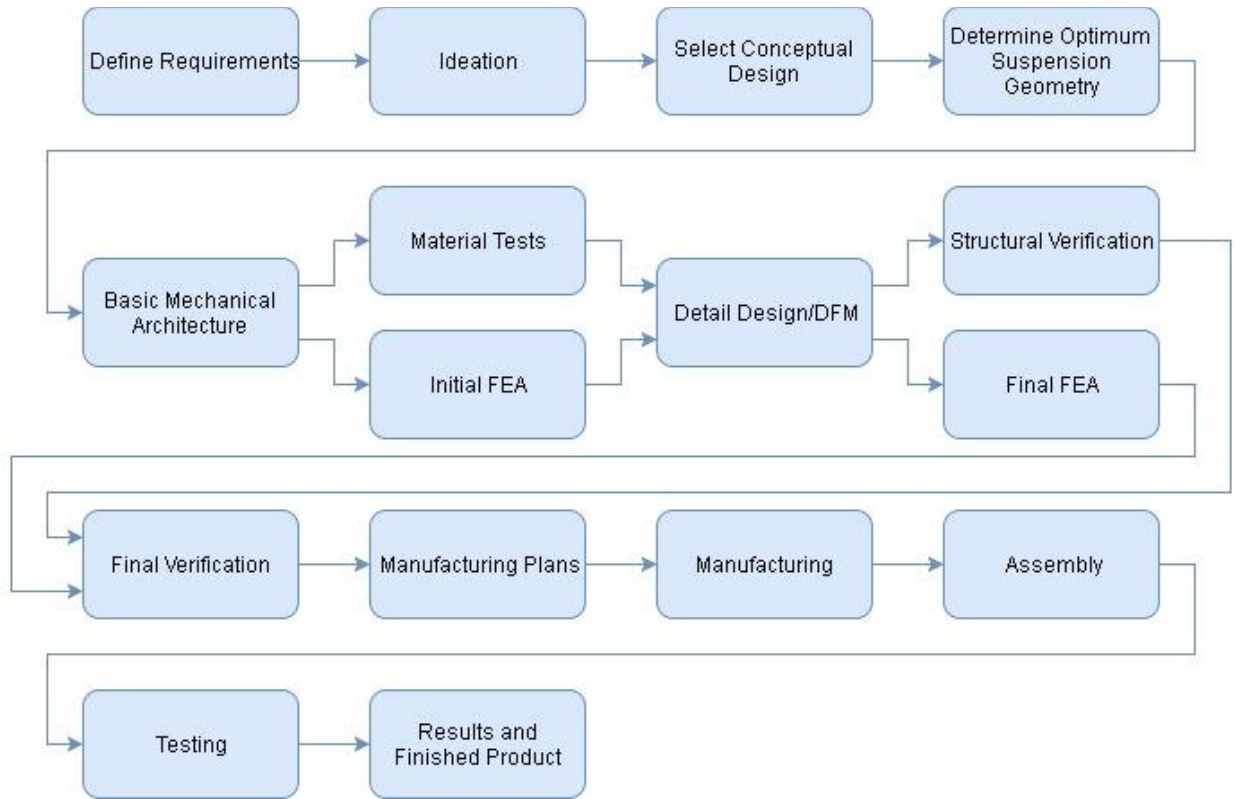 Define Requirements
Ideation
Select Conceptual
Design
Determine Optimum
Suspension
Geometry
Basic Mechanical
Architecture
Material Tests
Initial FEA
Detail Design/DFM
Structural Verification
Final FEA
Final Verification
Manufacturing Plans
Manufacturing
Assembly
Testing
Results and
Finished Product